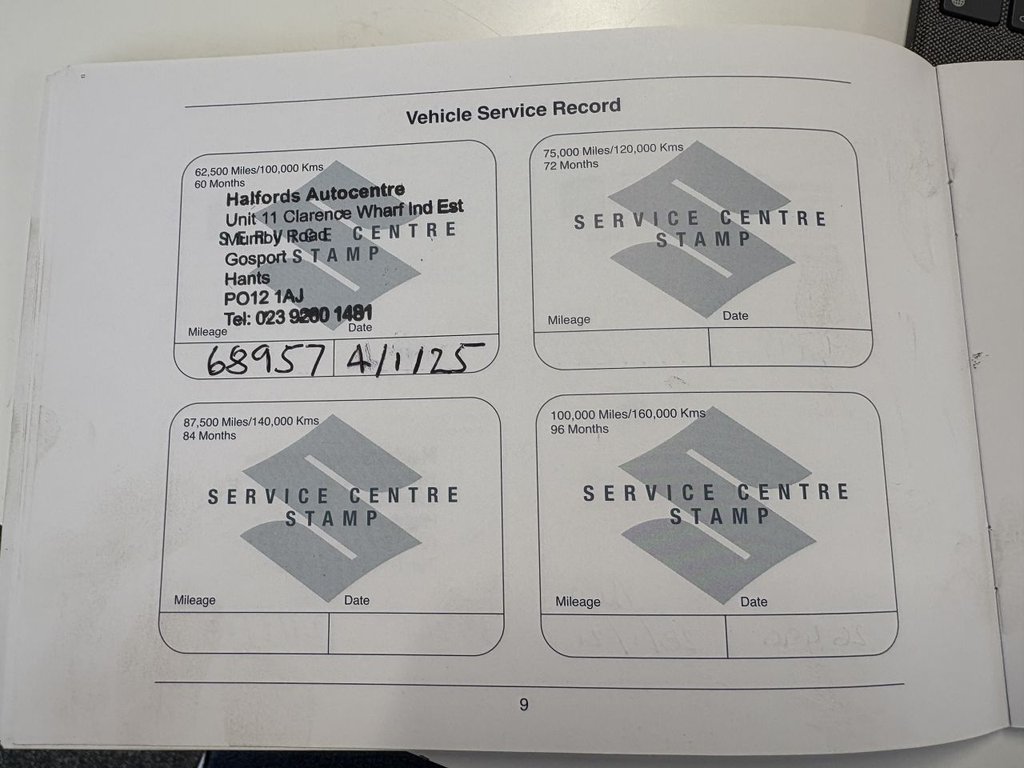 Vehicle Service Record
62,500 Miles/100,000 Kms
60 Months
Halfords Autocentre
Unit 11 Clarence Wharf Ind Est
Mumby Road
SERVICE CENTRE
Gosport
STAMP
Hants
PO12 1AJ
Tel: 023 9260 1481
Mileage
Date
68957
4/1/25
75,000 Miles/120,000 Kms
72 Months
SERVICE CENTRE
STAMP
Mileage
Date
87,500 Miles/140,000 Kms
84 Months
SERVICE CENTRE
STAMP
Mileage
Date
100,000 Miles/160,000 Kms
96 Months
SERVICE CENTRE
STAMP
Mileage
Date
9